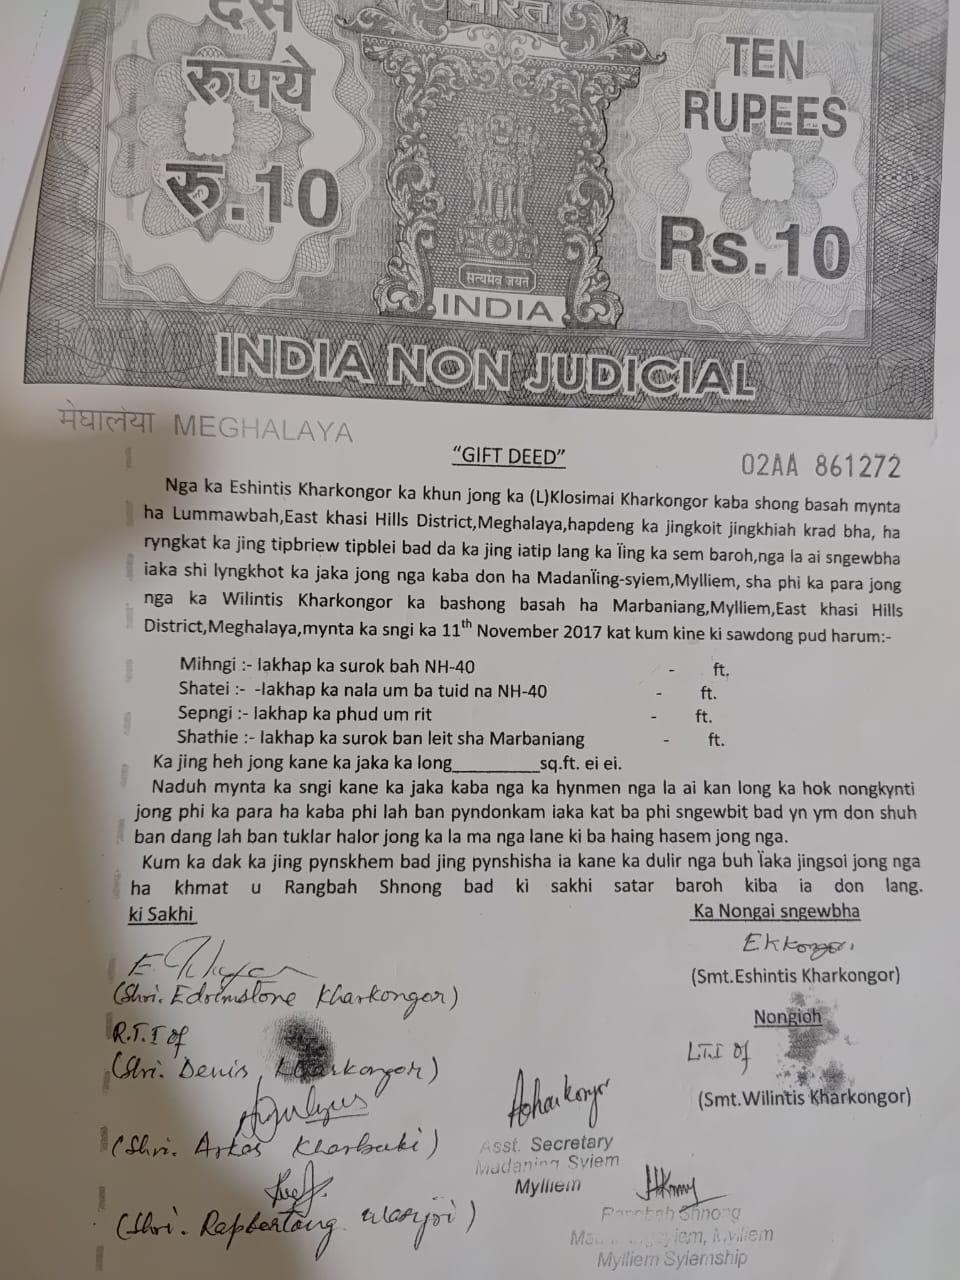 दस
रुपये
रु.10
भारत
सत्यमेव जयते
INDIA
TEN
RUPEES
Rs.10
INDIA NON JUDICIAL
मेघालय MEGHALAYA
02AA 861272
“GIFT DEED”
Nga ka Eshintis Kharkongor ka khun jong ka (L)Klosimai Kharkongor kaba shong basah mynta
ha Lummawbah,East khasi Hills District,Meghalaya,hapdeng ka jingkoit jingkhiah krad bha, ha
ryngkat ka jing tipbriew tipblei bad da ka jing iatip lang ka Ïing ka sem baroh,nga la ai sngewbha
iaka shi lyngkhot ka jaka jong nga kaba don ha Madanÿing-syiem,Mylliem, sha phi ka para jong
nga ka Wilintis Kharkongor ka bashong basah ha Marbaniang,Mylliem,East khasi Hills
District,Meghalaya,mynta ka sngi ka 11th November 2017 kat kum kine ki sawdong pud harum:-
Mihngi :- lakhap ka surok bah NH-40 - ft,
Shatei :- -lakhap ka nala um ba tuid na NH-40 - ft.
Sepngi :- lakhap ka phud um rit - ft.
Shathie :- lakhap ka surok ban leit sha Marbaniang - ft.
Ka jing heh jong kane ka jaka ka long_________sq.ft. ei ei.
Naduh mynta ka sngi kane ka jaka kaba nga ka hynmen nga la ai kan long ka hok nongkynti
jong phi ka para ha kaba phi lah ban pyndonkam iaka kat ba phi sngewbit bad yn ym don shuh
ban dang lah ban tuklar halor jong ka la ma nga lane ki ba haing hasem jong nga.
Kum ka dak ka jing pynskhem bad jing pynshisha ia kane ka dulir nga buh Ïaka jingsoi jong nga
ha khmat u Rangbah Shnong bad ki sakhi satar baroh kiba ia don lang.
ki Sakhi
Ka Nongai sngewbha
(Smt.Eshintis Kharkongor)
(Shri. Edrimstone Kharkongor)
Nongioh
R.T.I of
L.T.I of
(Shri. Denis Kharkongor)
(Smt.Wilintis Kharkongor)
(Shri. Arkas Kharbuki)
Asst. Secretary
Madaning Syiem
Mylliem
(Shri. Rapbertang
Rangbah Shnong
Mylliem
Mylliem Syiemship